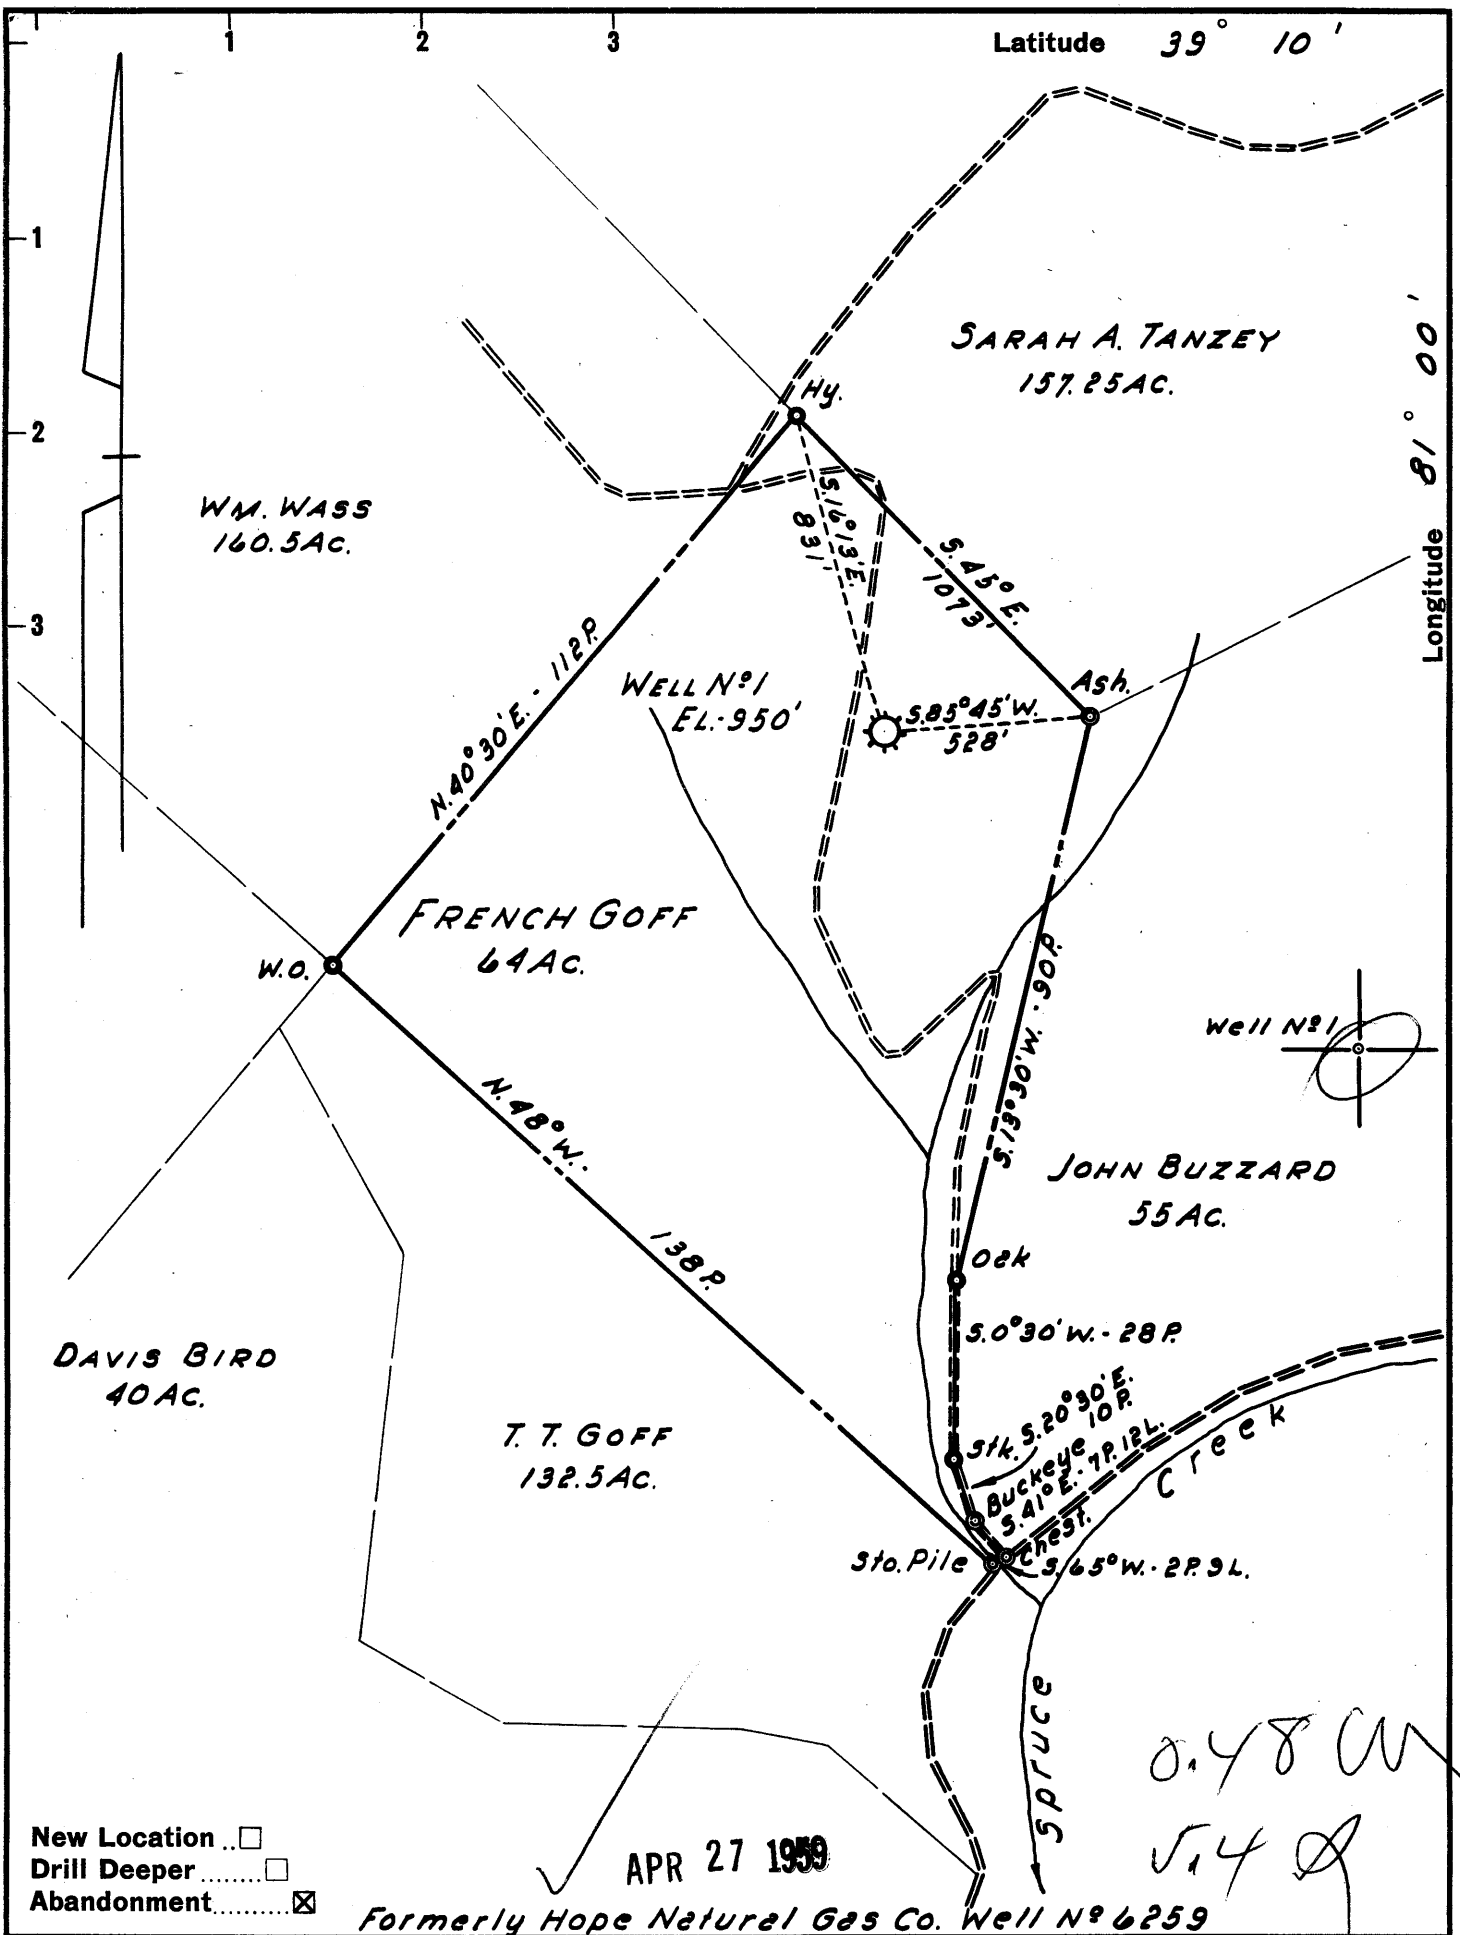 1 2 3
Latitude 39° 10'
1
2
3
Longitude 81° 00'
SARAH A. TANZEY
157.25AC.
Hy.
WM. WASS
160.5AC.
S.16°13'E.
831'
S.45°E.
1073'
N.40°30'E. - 112P.
WELL Nº1
EL.-950'
Ash.
S.85°45'W.
528'
FRENCH GOFF
64AC.
W.O.
S.13°30'W. - 90P.
Well Nº1
N.48°W.
138P.
JOHN BUZZARD
55AC.
Oak
S.0°30'W. - 28P.
DAVIS BIRD
40AC.
T. T. GOFF
132.5AC.
Stk.
S.20°30'E.
10P.
Buckeye
S.41°E. - 7P.12L.
Chest.
Sto. Pile
S.65°W. - 2P.9L.
Creek
Spruce
New Location .. ☐
Drill Deeper ........ ☐
Abandonment .......... ☒
APR 27 1959
Formerly Hope Natural Gas Co. Well Nº 6259